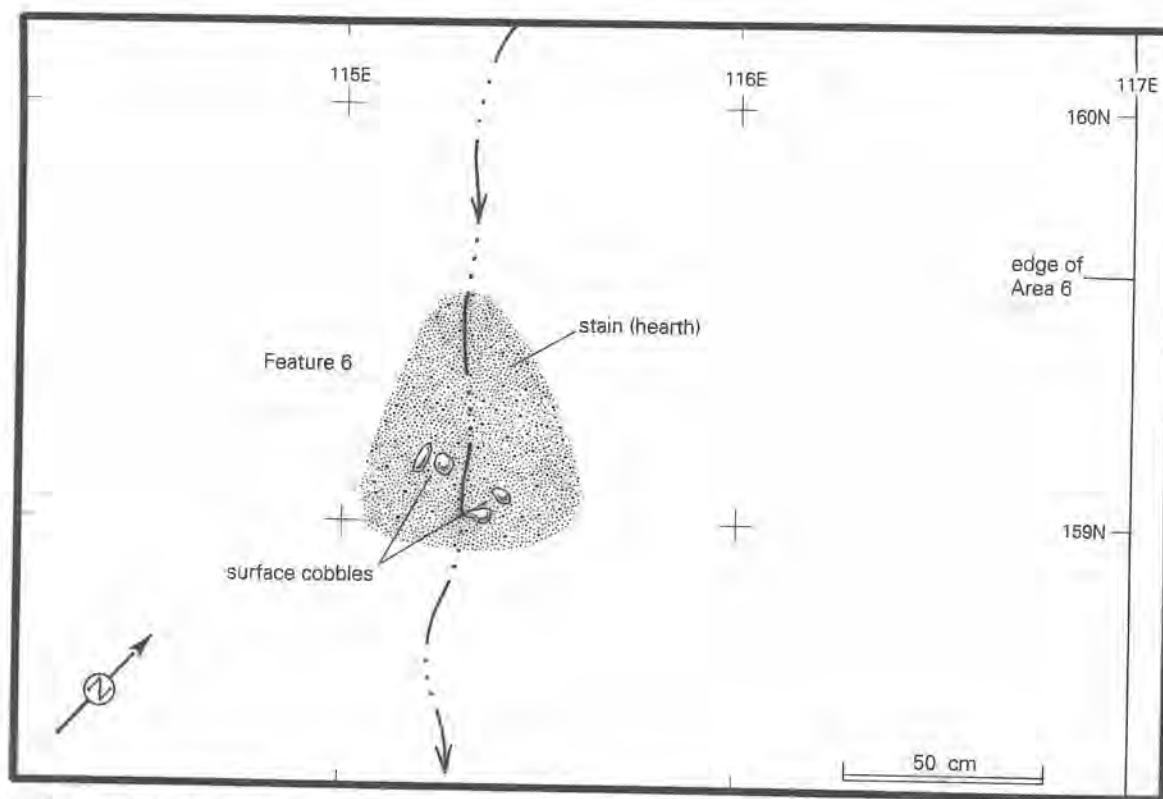 115E
116E
117E
160N
edge of
Area 6
stain (hearth)
Feature 6
159N
surface cobbles
N
50 cm